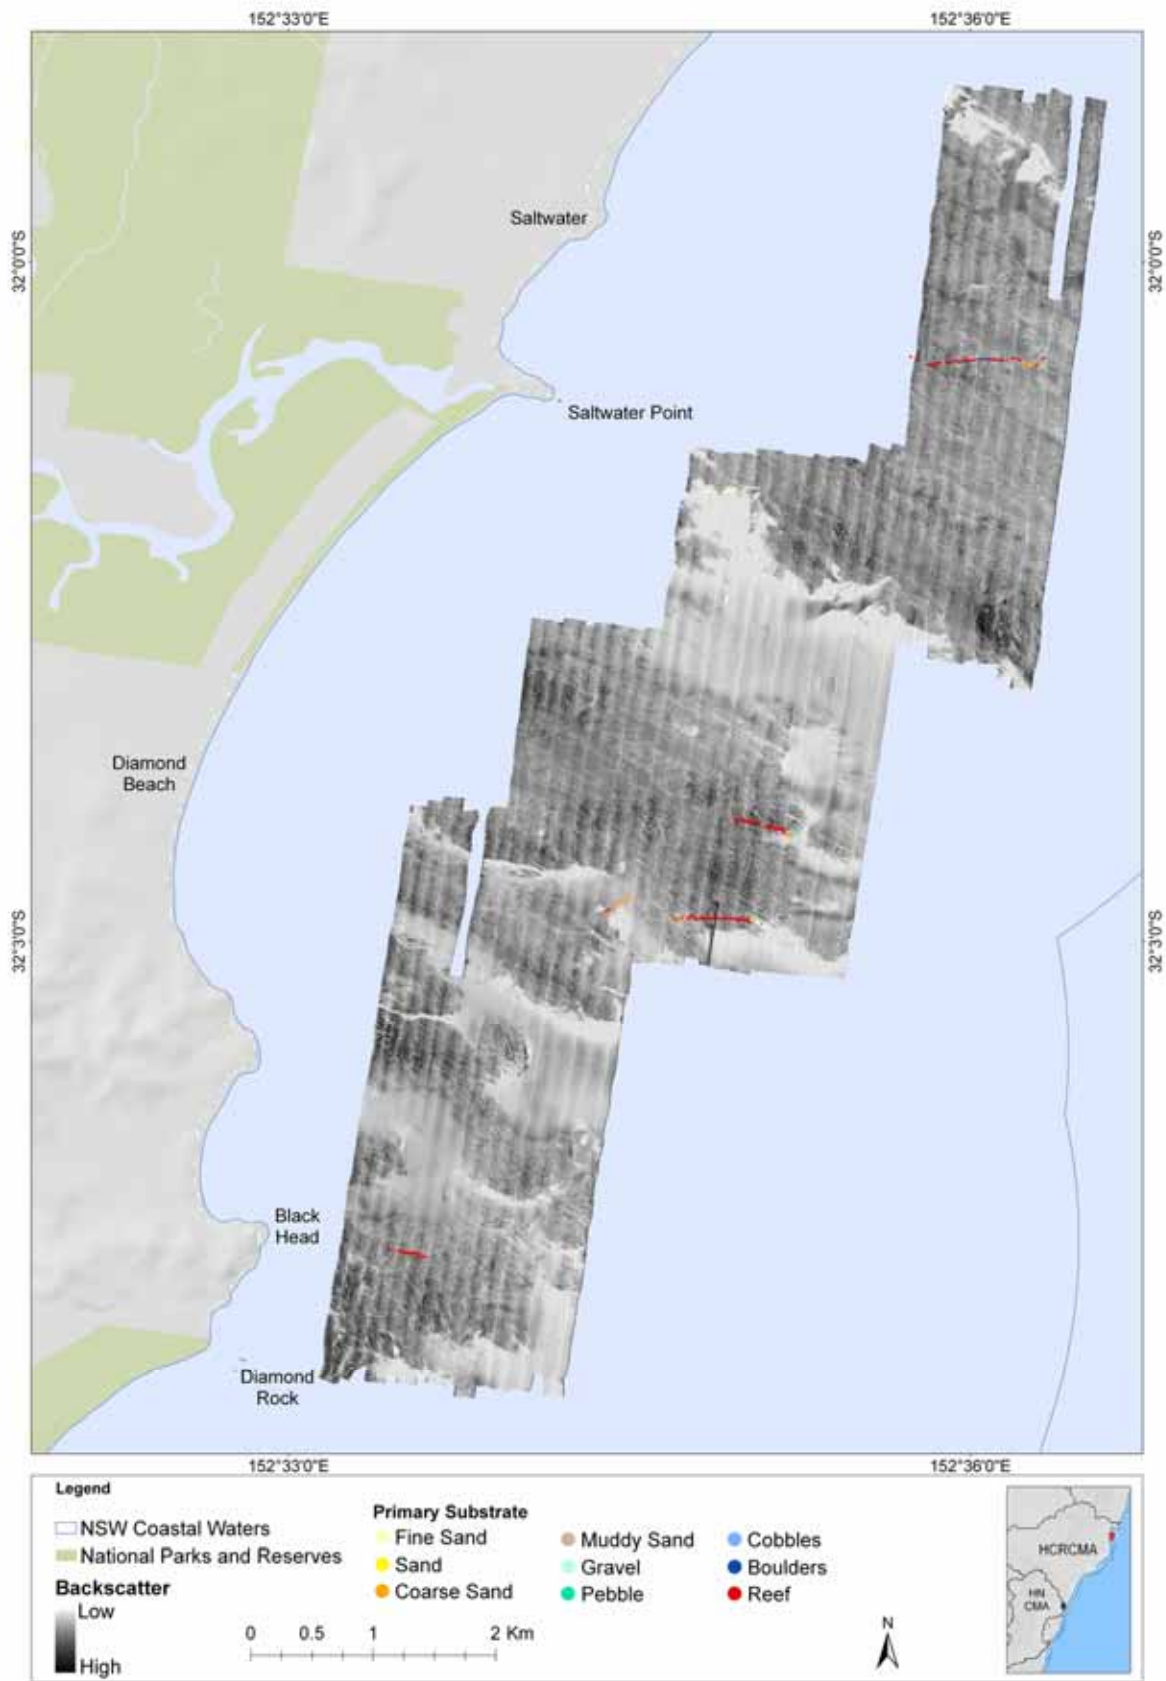 152°33'0"E
152°36'0"E
Saltwater
32°0'0"S
32°0'0"S
Saltwater Point
Diamond
Beach
32°3'0"S
32°3'0"S
Black
Head
Diamond
Rock
152°33'0"E
152°36'0"E
Legend
NSW Coastal Waters
National Parks and Reserves
Backscatter
Low
High
Primary Substrate
Fine Sand
Sand
Coarse Sand
Muddy Sand
Gravel
Pebble
Cobbles
Boulders
Reef
0 0.5 1 2 Km
N
HCRCMA
HN
CMA